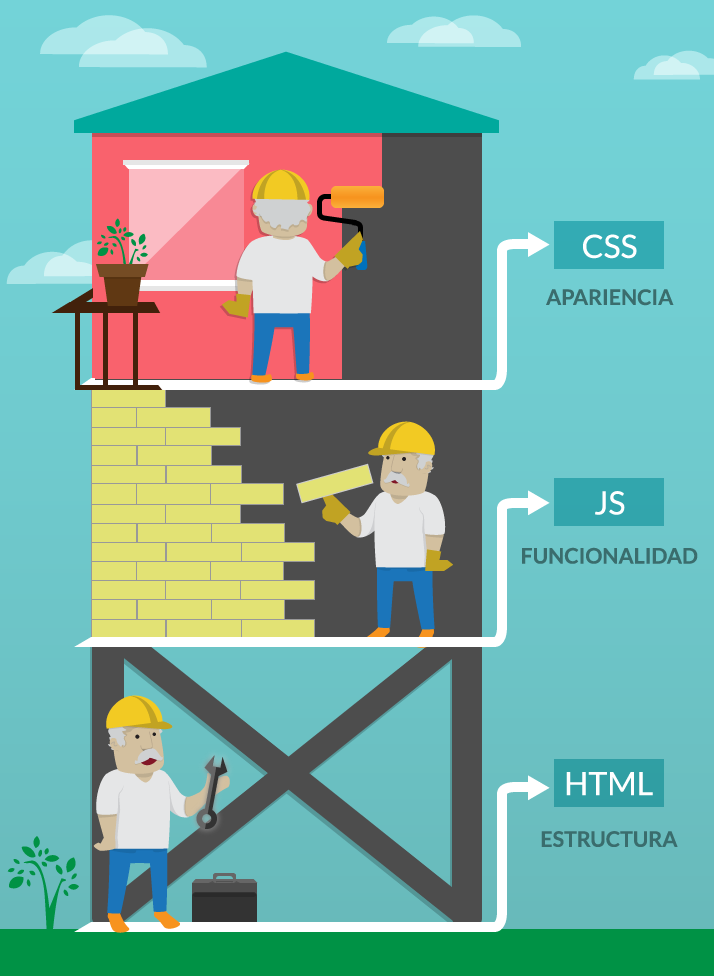 CSS
APARIENCIA
JS
FUNCIONALIDAD
HTML
ESTRUCTURA